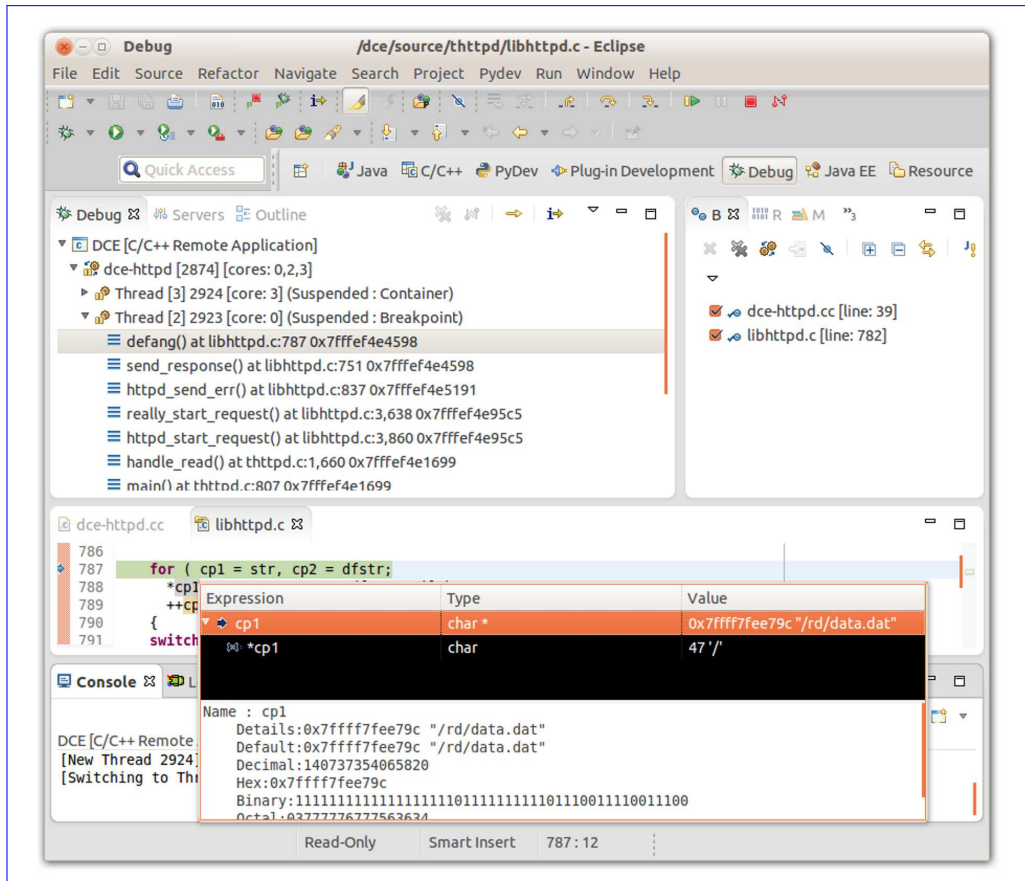 Debug /dce/source/thttpd/libhttpd.c - Eclipse
File Edit Source Refactor Navigate Search Project Pydev Run Window Help
Quick Access Java C/C++ PyDev Plug-in Development Debug Java EE Resource
Debug Servers Outline
B R M »3
DCE [C/C++ Remote Application]
dce-httpd [2874] [cores: 0,2,3]
Thread [3] 2924 [core: 3] (Suspended : Container)
Thread [2] 2923 [core: 0] (Suspended : Breakpoint)
defang() at libhttpd.c:787 0x7fffef4e4598
send_response() at libhttpd.c:751 0x7fffef4e4598
httpd_send_err() at libhttpd.c:837 0x7fffef4e5191
really_start_request() at libhttpd.c:3,638 0x7fffef4e95c5
httpd_start_request() at libhttpd.c:3,860 0x7fffef4e95c5
handle_read() at thttpd.c:1,660 0x7fffef4e1699
main() at thttpd.c:807 0x7fffef4e1699
dce-httpd.cc [line: 39]
libhttpd.c [line: 782]
dce-httpd.cc libhttpd.c
786
787 for ( cp1 = str, cp2 = dfstr;
788 *cp1
789 ++cp
790 {
791 switch
Expression Type Value
cp1 char * 0x7ffff7fee79c "/rd/data.dat"
*cp1 char 47 '/'
Name : cp1
Details:0x7ffff7fee79c "/rd/data.dat"
Default:0x7ffff7fee79c "/rd/data.dat"
Decimal:140737354065820
Hex:0x7ffff7fee79c
Binary:11111111111111111110111111111101110011110011100
Octal:03777776777563634
Console L
DCE [C/C++ Remote
[New Thread 2924]
[Switching to Thr
Read-Only Smart Insert 787 : 12